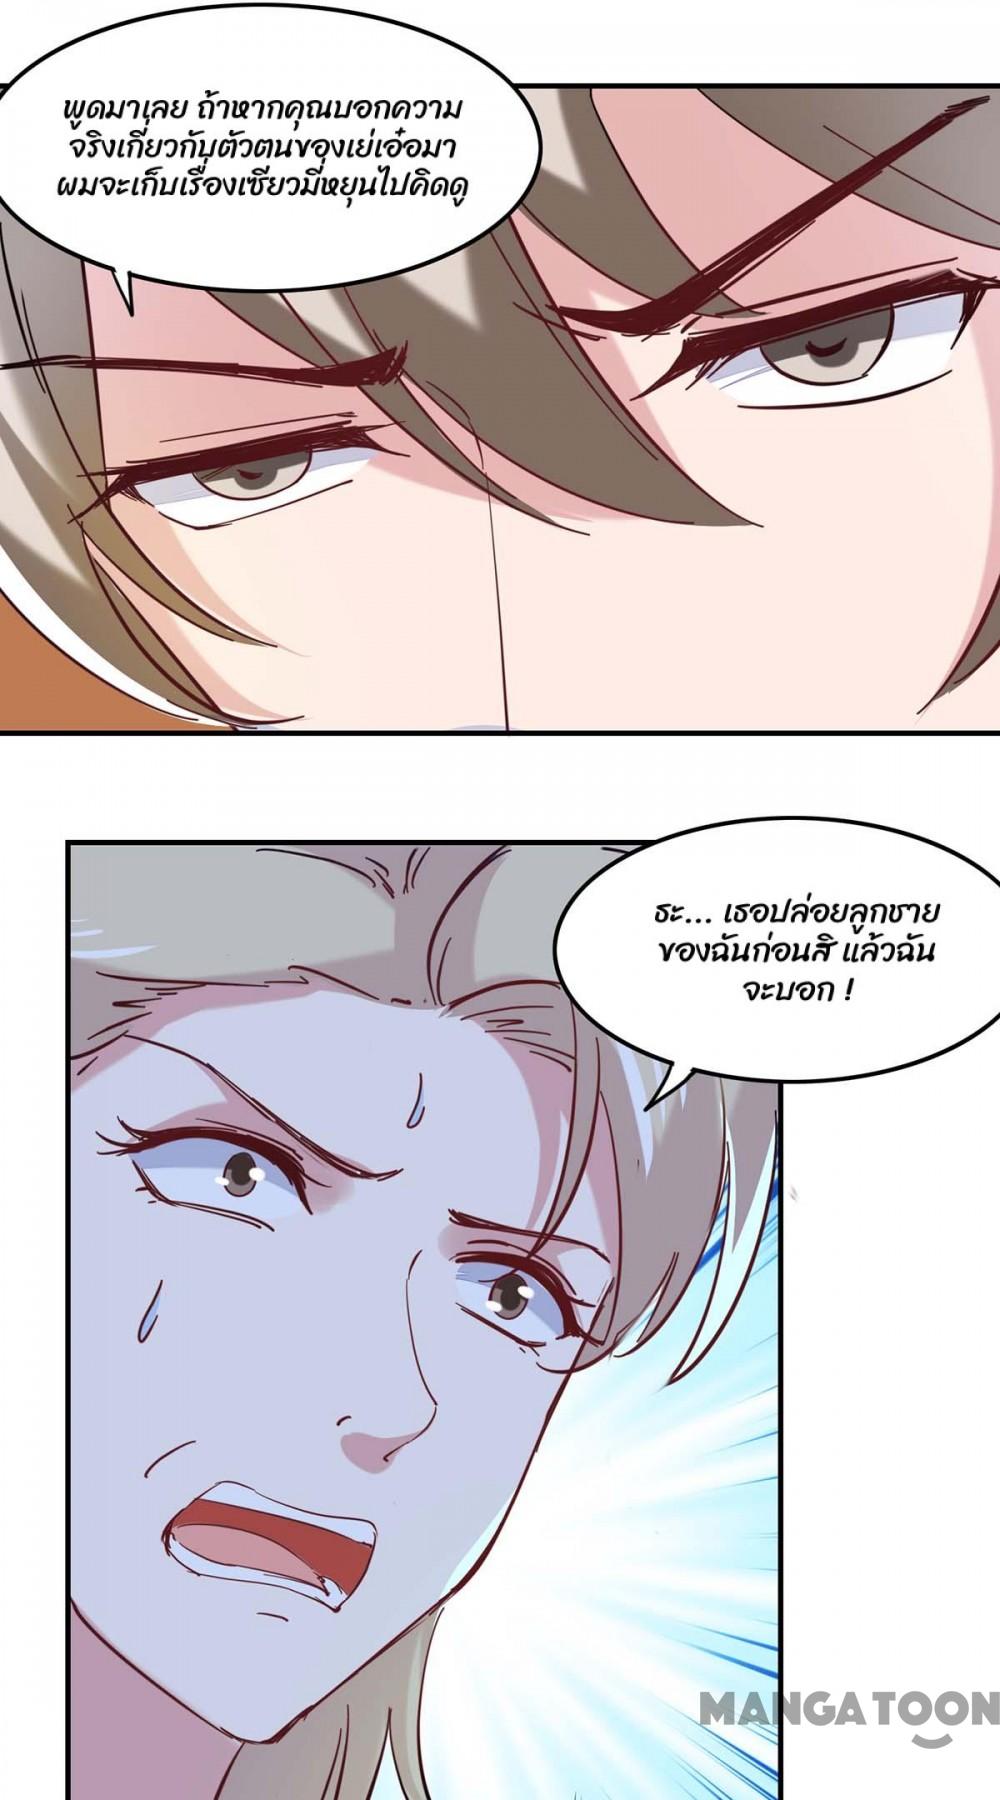 พูดมาเลย ถ้าหากคุณบอกความ
จริงเกี่ยวกับตัวตนของเย่เอ๋อมา
ผมจะเก็บเรื่องเซียวมี่หยุนไปคิดดู
ธะ... เธอปล่อยลูกชาย
ของฉันก่อนสิ แล้วฉัน
จะบอก !
MANGATOON